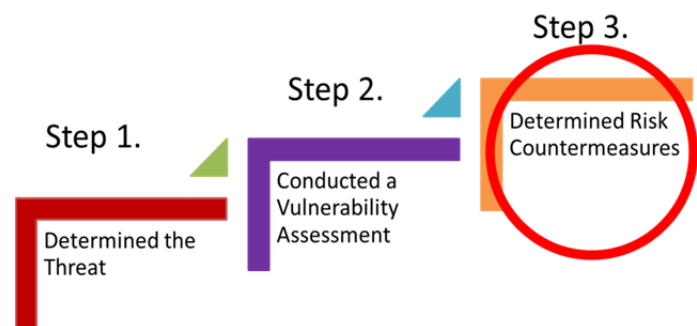 Step 1.
Determined the
Threat
Step 2.
Conducted a
Vulnerability
Assessment
Step 3.
Determined Risk
Countermeasures